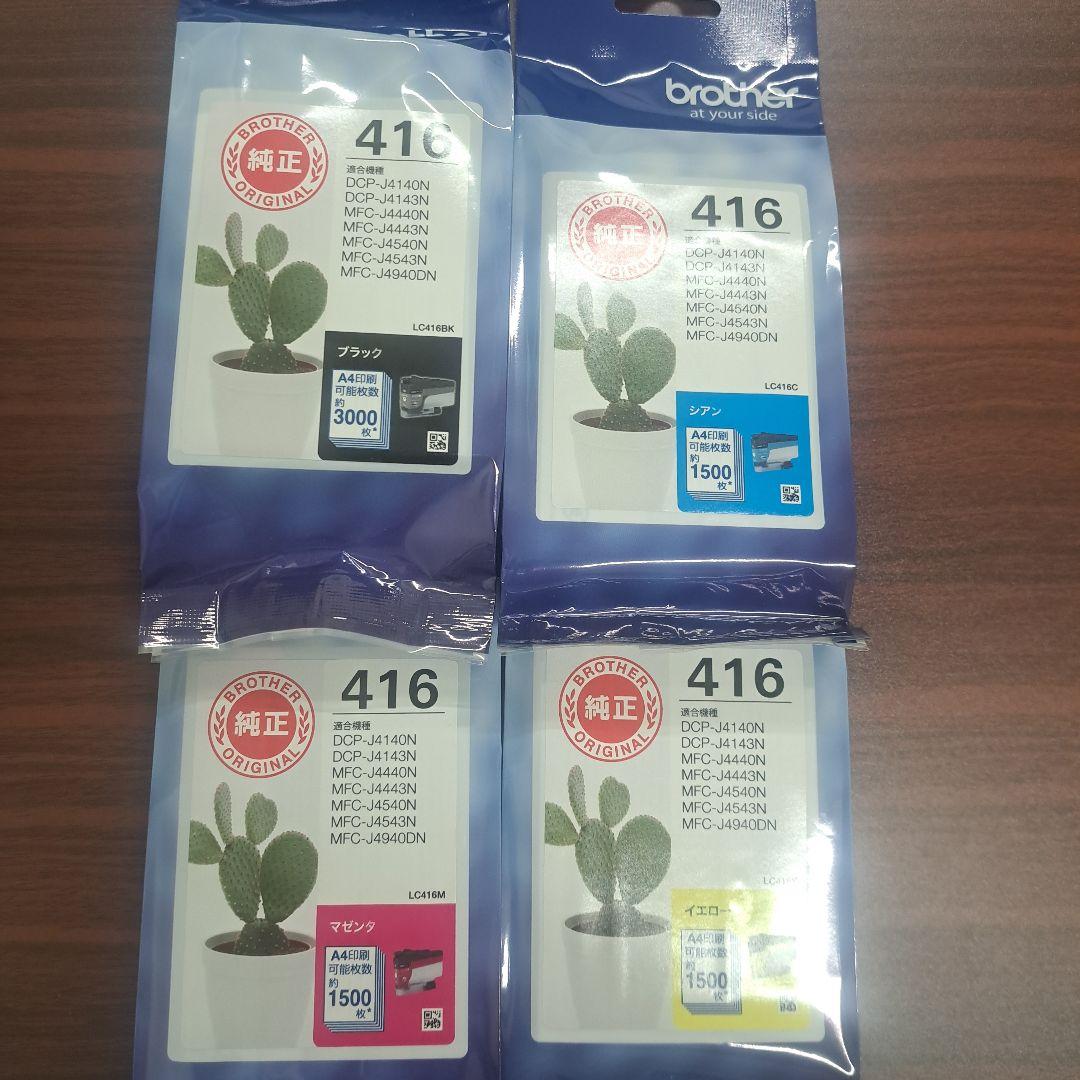 BROTHER
純正
ORIGINAL
416
適合機種
DCP-J4140N
DCP-J4143N
MFC-J4440N
MFC-J4443N
MFC-J4540N
MFC-J4543N
MFC-J4940DN
LC416BK
ブラック
A4印刷
可能枚数
約
3000
枚*
brother
at your side
BROTHER
純正
ORIGINAL
416
適合機種
DCP-J4140N
DCP-J4143N
MFC-J4440N
MFC-J4443N
MFC-J4540N
MFC-J4543N
MFC-J4940DN
LC416C
シアン
A4印刷
可能枚数
約
1500
枚*
BROTHER
純正
ORIGINAL
416
適合機種
DCP-J4140N
DCP-J4143N
MFC-J4440N
MFC-J4443N
MFC-J4540N
MFC-J4543N
MFC-J4940DN
LC416M
マゼンタ
A4印刷
可能枚数
約
1500
枚*
BROTHER
純正
ORIGINAL
416
適合機種
DCP-J4140N
DCP-J4143N
MFC-J4440N
MFC-J4443N
MFC-J4540N
MFC-J4543N
MFC-J4940DN
LC416Y
イエロー
A4印刷
可能枚数
約
1500
枚*